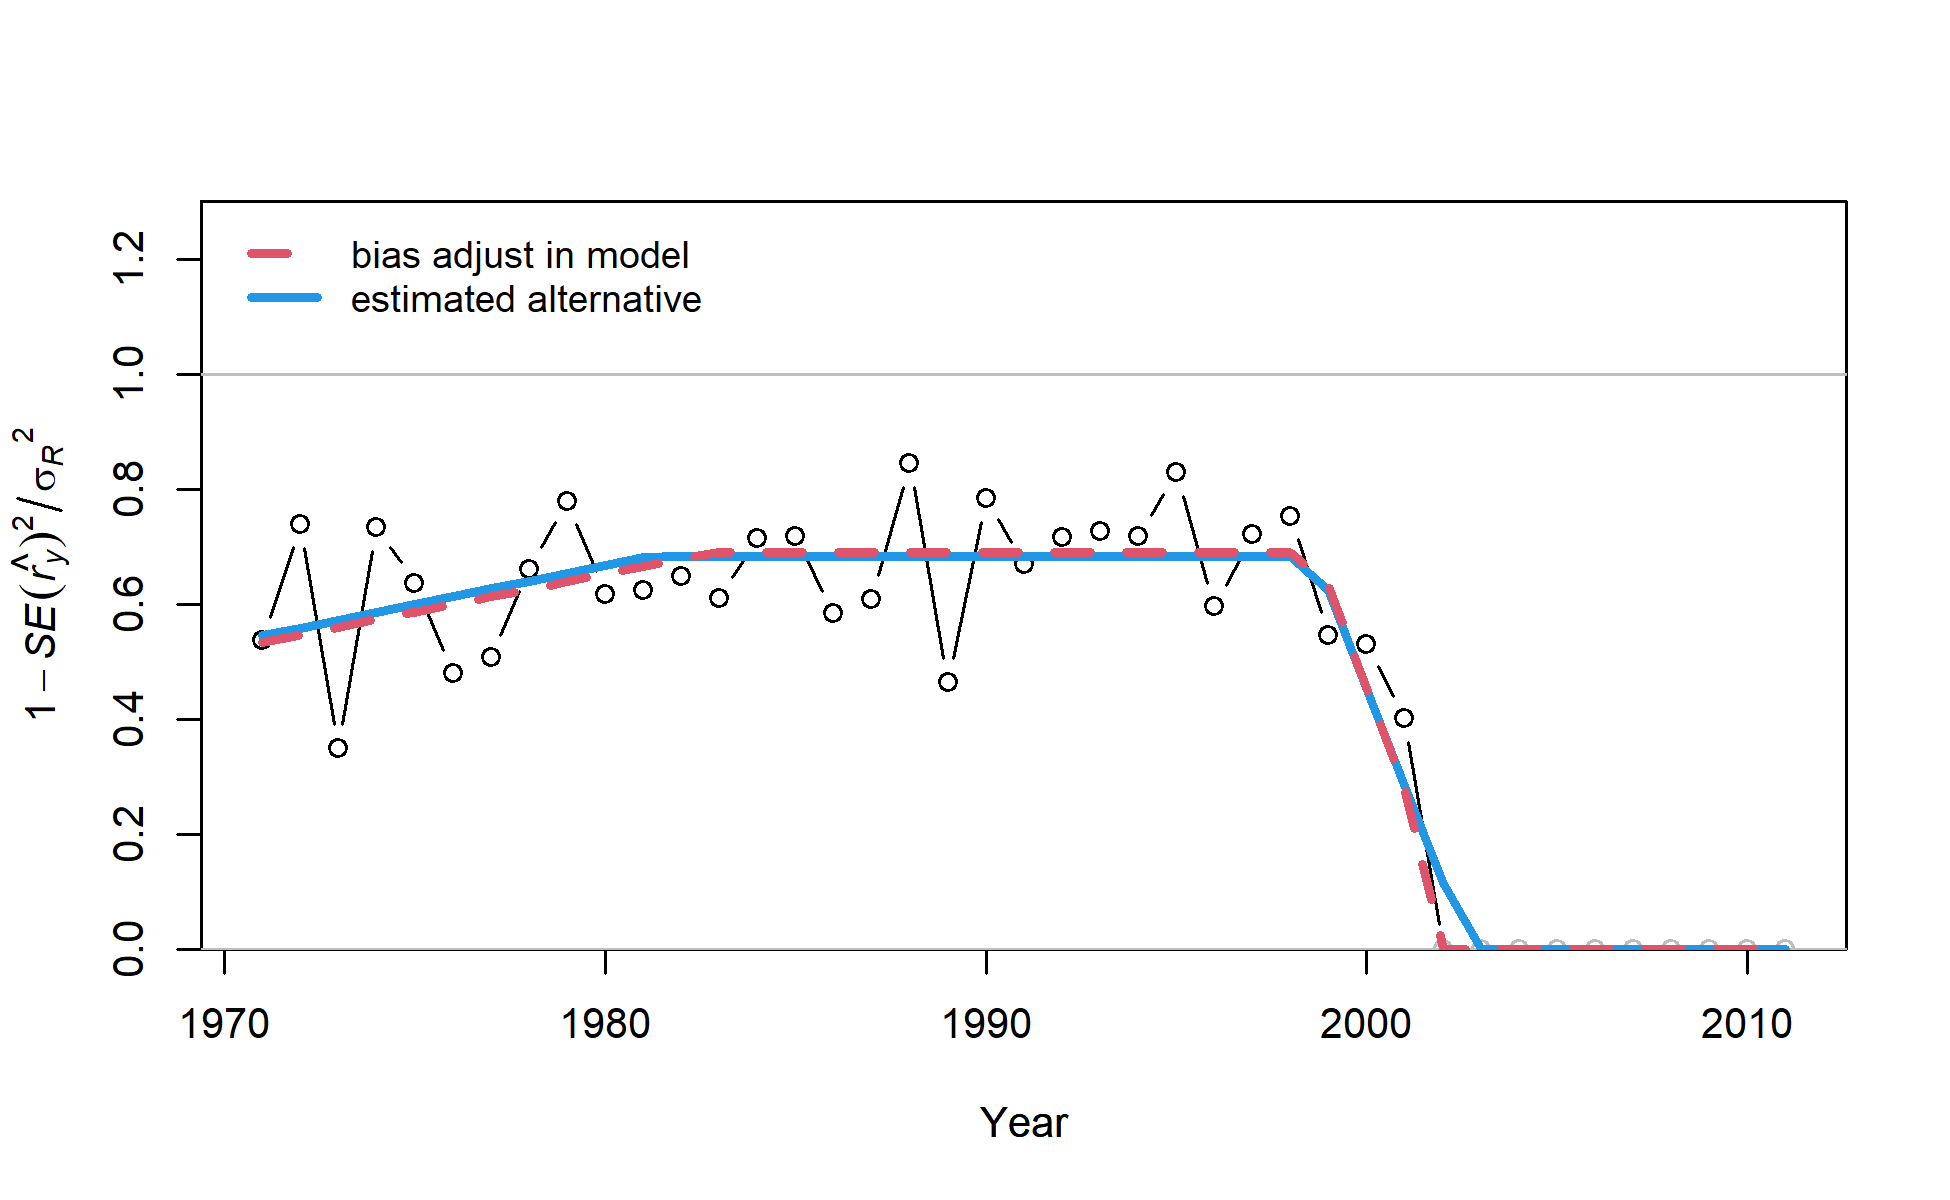 bias adjust in model
estimated alternative
1 − SE(r̂y)² / σR²
1.2
1.0
0.8
0.6
0.4
0.2
0.0
1970 1980 1990 2000 2010
Year